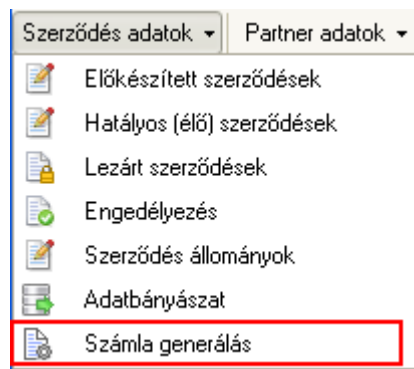 Szerződés adatok Partner adatok
Előkészített szerződések
Hatályos (élő) szerződések
Lezárt szerződések
Engedélyezés
Szerződés állományok
Adatbányászat
Számla generálás